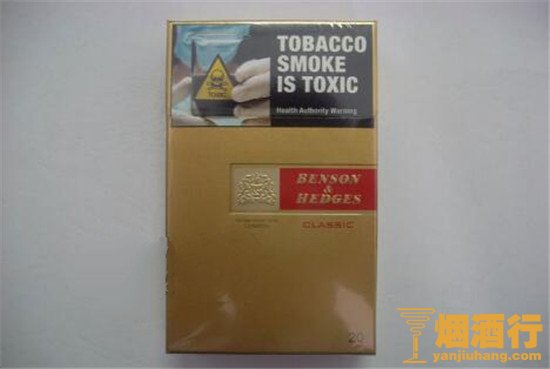 TOBACCO
SMOKE
IS TOXIC
TOXIC
Health Authority Warning
BENSON
&
HEDGES
CLASSIC
20
烟酒行
yanjiuhang.com